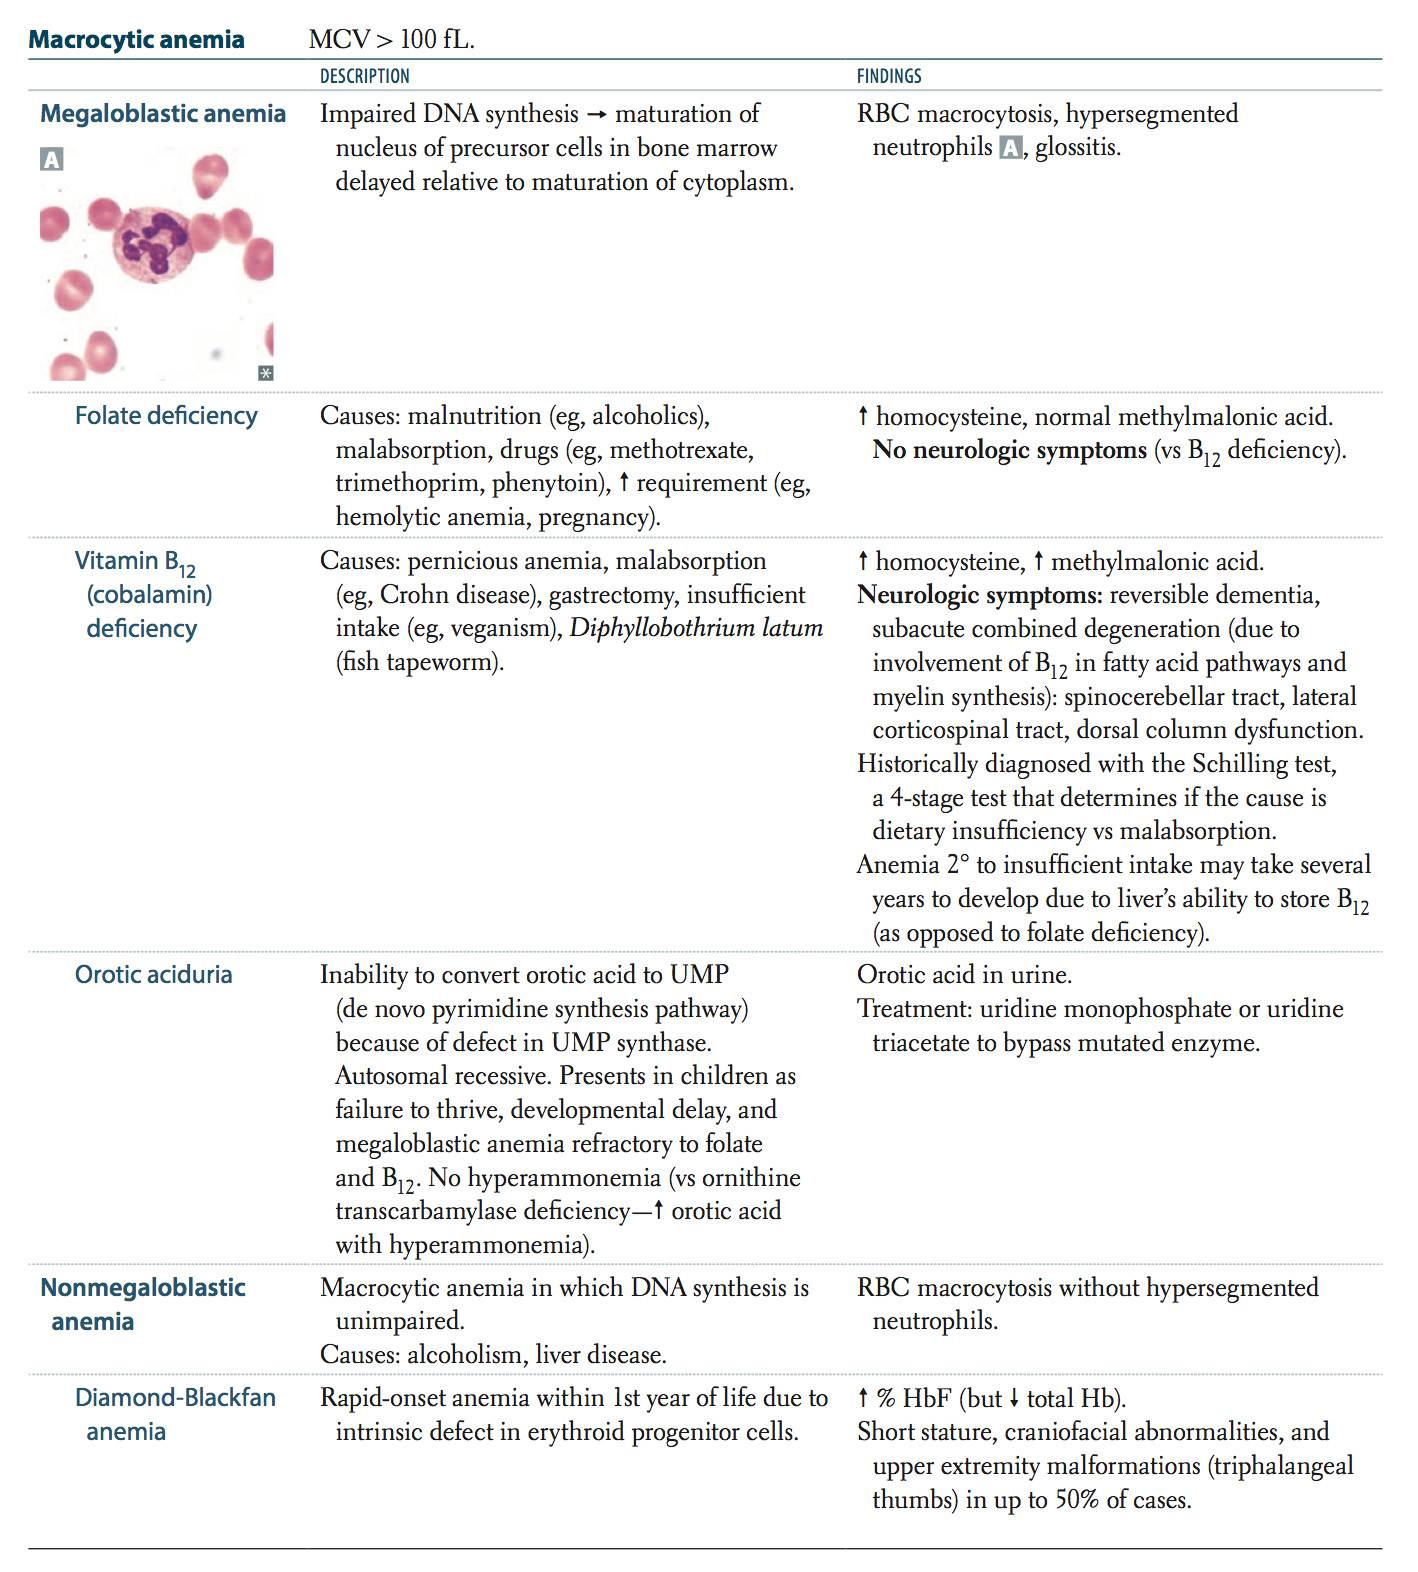 Macrocytic anemia MCV > 100 fL.
DESCRIPTION FINDINGS
Megaloblastic anemia
A
*
Impaired DNA synthesis → maturation of
nucleus of precursor cells in bone marrow
delayed relative to maturation of cytoplasm.
RBC macrocytosis, hypersegmented
neutrophils A, glossitis.
Folate deficiency
Causes: malnutrition (eg, alcoholics),
malabsorption, drugs (eg, methotrexate,
trimethoprim, phenytoin), ↑ requirement (eg,
hemolytic anemia, pregnancy).
↑ homocysteine, normal methylmalonic acid.
No neurologic symptoms (vs B12 deficiency).
Vitamin B12
(cobalamin)
deficiency
Causes: pernicious anemia, malabsorption
(eg, Crohn disease), gastrectomy, insufficient
intake (eg, veganism), Diphyllobothrium latum
(fish tapeworm).
↑ homocysteine, ↑ methylmalonic acid.
Neurologic symptoms: reversible dementia,
subacute combined degeneration (due to
involvement of B12 in fatty acid pathways and
myelin synthesis): spinocerebellar tract, lateral
corticospinal tract, dorsal column dysfunction.
Historically diagnosed with the Schilling test,
a 4-stage test that determines if the cause is
dietary insufficiency vs malabsorption.
Anemia 2° to insufficient intake may take several
years to develop due to liver's ability to store B12
(as opposed to folate deficiency).
Orotic aciduria
Inability to convert orotic acid to UMP
(de novo pyrimidine synthesis pathway)
because of defect in UMP synthase.
Autosomal recessive. Presents in children as
failure to thrive, developmental delay, and
megaloblastic anemia refractory to folate
and B12. No hyperammonemia (vs ornithine
transcarbamylase deficiency—↑ orotic acid
with hyperammonemia).
Orotic acid in urine.
Treatment: uridine monophosphate or uridine
triacetate to bypass mutated enzyme.
Nonmegaloblastic
anemia
Macrocytic anemia in which DNA synthesis is
unimpaired.
Causes: alcoholism, liver disease.
RBC macrocytosis without hypersegmented
neutrophils.
Diamond-Blackfan
anemia
Rapid-onset anemia within 1st year of life due to
intrinsic defect in erythroid progenitor cells.
↑ % HbF (but ↓ total Hb).
Short stature, craniofacial abnormalities, and
upper extremity malformations (triphalangeal
thumbs) in up to 50% of cases.